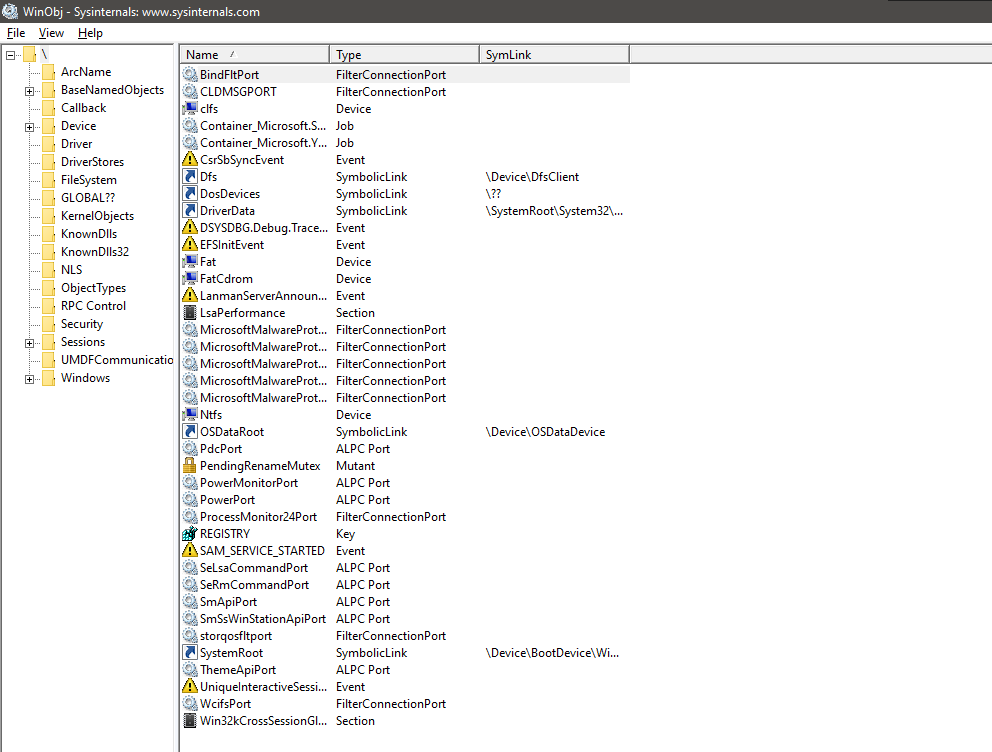 WinObj - Sysinternals: www.sysinternals.com
File View Help
\
ArcName
BaseNamedObjects
Callback
Device
Driver
DriverStores
FileSystem
GLOBAL??
KernelObjects
KnownDlls
KnownDlls32
NLS
ObjectTypes
RPC Control
Security
Sessions
UMDFCommunicatio
Windows
Name Type SymLink
BindFltPort FilterConnectionPort
CLDMSGPORT FilterConnectionPort
clfs Device
Container_Microsoft.S... Job
Container_Microsoft.Y... Job
CsrSbSyncEvent Event
Dfs SymbolicLink \Device\DfsClient
DosDevices SymbolicLink \??
DriverData SymbolicLink \SystemRoot\System32\...
DSYSDBG.Debug.Trace... Event
EFSInitEvent Event
Fat Device
FatCdrom Device
LanmanServerAnnoun... Event
LsaPerformance Section
MicrosoftMalwareProt... FilterConnectionPort
MicrosoftMalwareProt... FilterConnectionPort
MicrosoftMalwareProt... FilterConnectionPort
MicrosoftMalwareProt... FilterConnectionPort
MicrosoftMalwareProt... FilterConnectionPort
Ntfs Device
OSDataRoot SymbolicLink \Device\OSDataDevice
PdcPort ALPC Port
PendingRenameMutex Mutant
PowerMonitorPort ALPC Port
PowerPort ALPC Port
ProcessMonitor24Port FilterConnectionPort
REGISTRY Key
SAM_SERVICE_STARTED Event
SeLsaCommandPort ALPC Port
SeRmCommandPort ALPC Port
SmApiPort ALPC Port
SmSsWinStationApiPort ALPC Port
storqosfltport FilterConnectionPort
SystemRoot SymbolicLink \Device\BootDevice\Wi...
ThemeApiPort ALPC Port
UniqueInteractiveSessi... Event
WcifsPort FilterConnectionPort
Win32kCrossSessionGl... Section